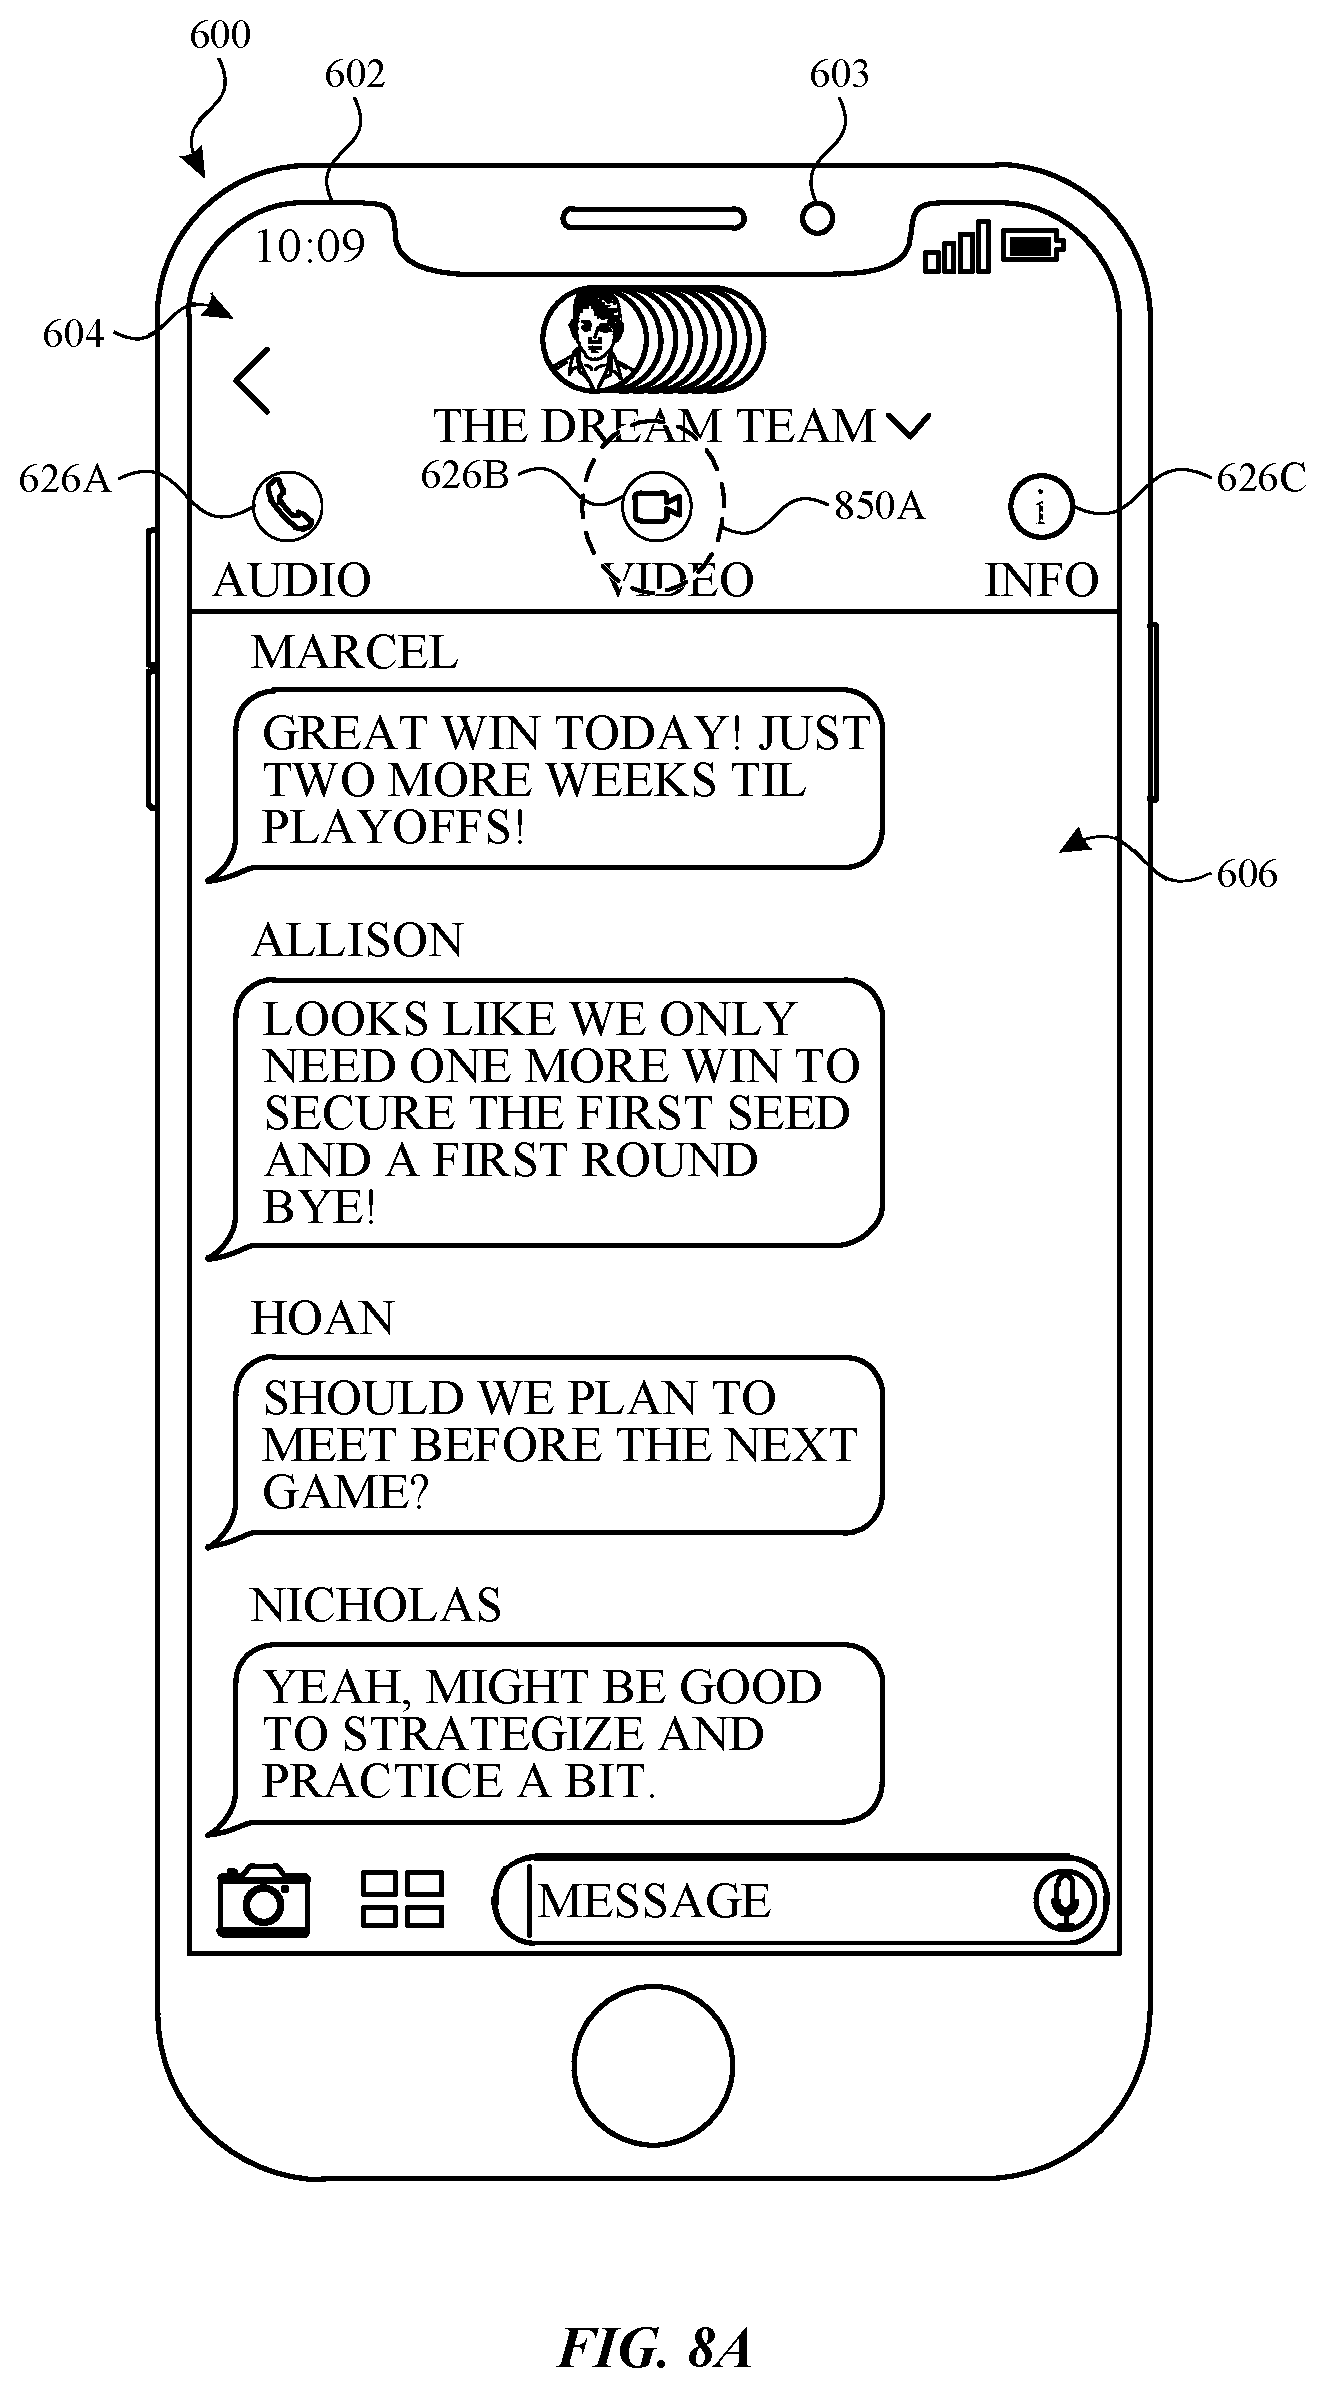 600
602
603
10:09
604
THE DREAM TEAM
626A
626B
850A
626C
AUDIO
VIDEO
INFO
MARCEL
GREAT WIN TODAY! JUST
TWO MORE WEEKS TIL
PLAYOFFS!
606
ALLISON
LOOKS LIKE WE ONLY
NEED ONE MORE WIN TO
SECURE THE FIRST SEED
AND A FIRST ROUND
BYE!
HOAN
SHOULD WE PLAN TO
MEET BEFORE THE NEXT
GAME?
NICHOLAS
YEAH, MIGHT BE GOOD
TO STRATEGIZE AND
PRACTICE A BIT.
MESSAGE
FIG. 8A